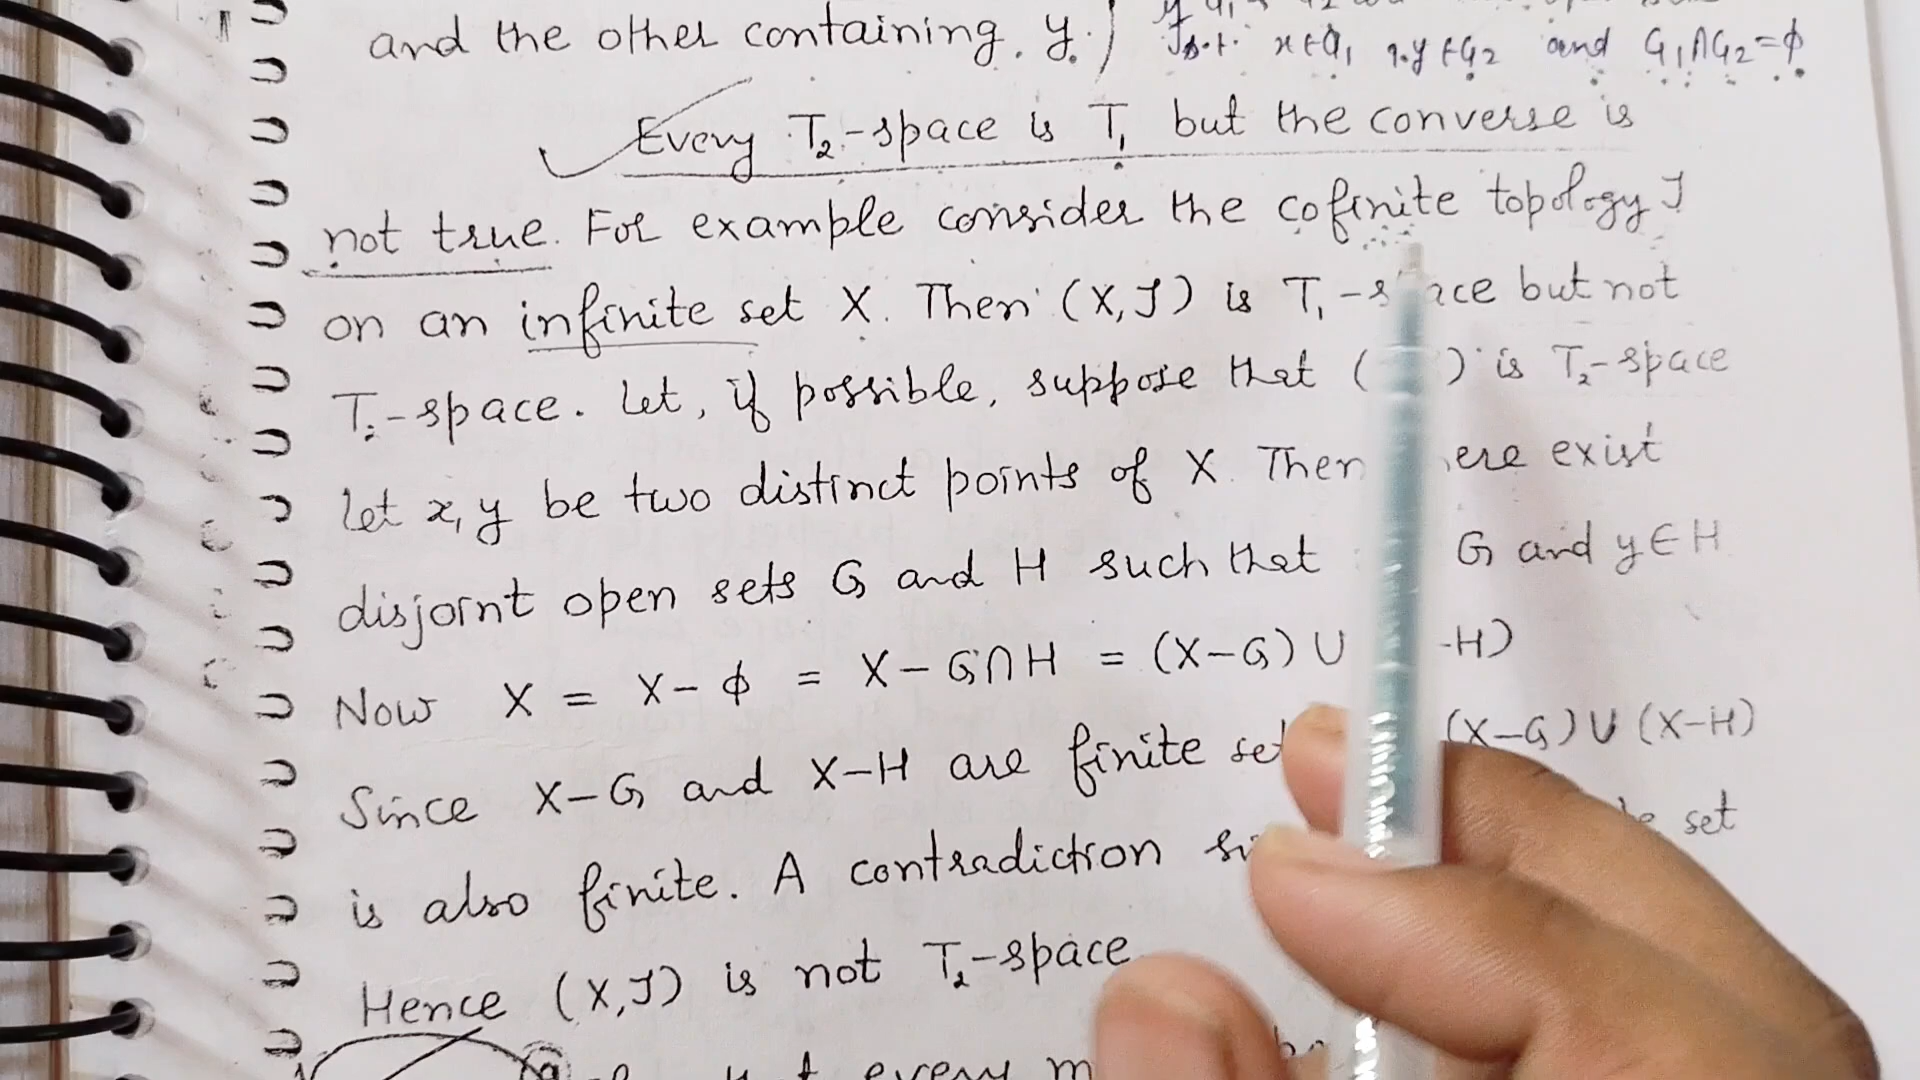 and the other containing y.)
s.t. x∈G₁, y∈G₂ and G₁∩G₂=ϕ
Every T₂-space is T₁ but the converse is
not true. For example consider the cofinite topology J
on an infinite set X. Then (X,J) is T₁-s ace but not
T₂-space. Let, if possible, suppose that ( ) is T₂-space
Let x,y be two distinct points of X. Then ere exist
disjoint open sets G and H such that G and y∈H
Now X = X-ϕ = X-G∩H = (X-G)∪ -H)
Since X-G and X-H are finite set (X-G)∪(X-H)
is also finite. A contradiction set
Hence (X,J) is not T₂-space
every m